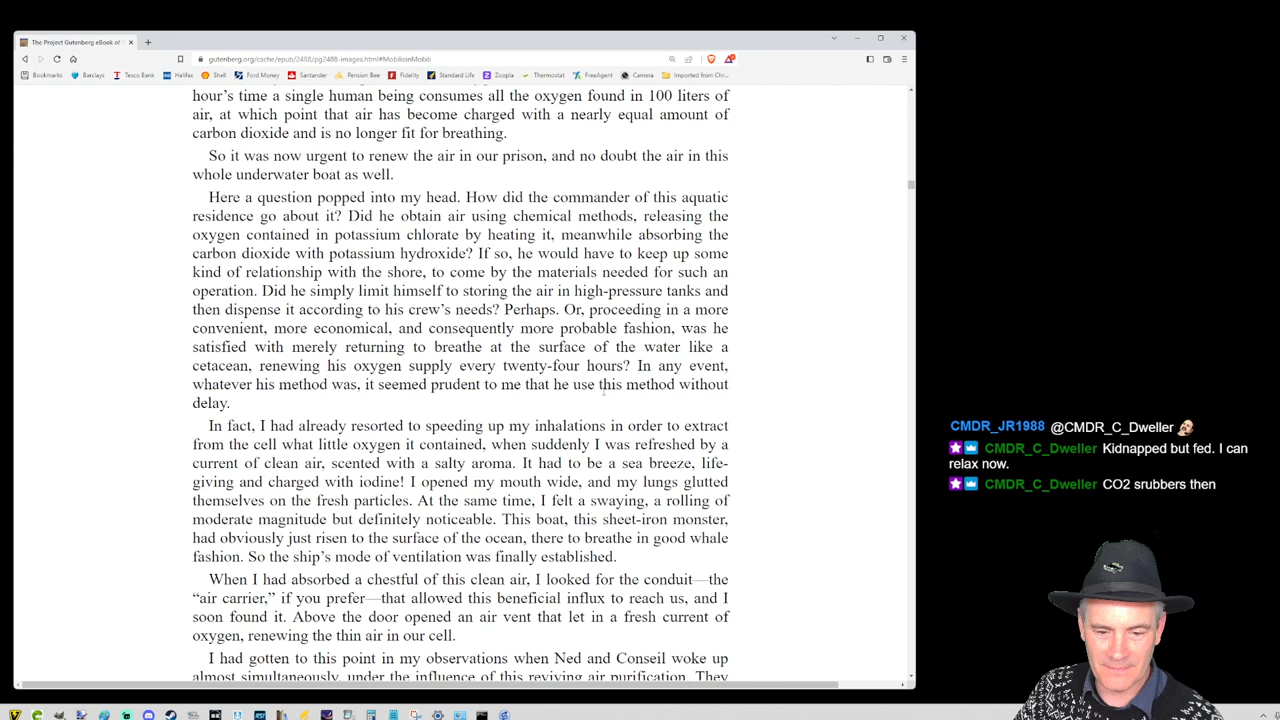 The Project Gutenberg eBook of
gutenberg.org/cache/epub/2488/pg2488-images.html#MobilisinMobili
Bookmarks Barclays Tesco Bank Halifax Shell Ford Money Santander Pension Bee Fidelity Standard Life Zoopla Thermostat FreeAgent Camera Imported from Chr...
hour’s time a single human being consumes all the oxygen found in 100 liters of
air, at which point that air has become charged with a nearly equal amount of
carbon dioxide and is no longer fit for breathing.
So it was now urgent to renew the air in our prison, and no doubt the air in this
whole underwater boat as well.
Here a question popped into my head. How did the commander of this aquatic
residence go about it? Did he obtain air using chemical methods, releasing the
oxygen contained in potassium chlorate by heating it, meanwhile absorbing the
carbon dioxide with potassium hydroxide? If so, he would have to keep up some
kind of relationship with the shore, to come by the materials needed for such an
operation. Did he simply limit himself to storing the air in high-pressure tanks and
then dispense it according to his crew’s needs? Perhaps. Or, proceeding in a more
convenient, more economical, and consequently more probable fashion, was he
satisfied with merely returning to breathe at the surface of the water like a
cetacean, renewing his oxygen supply every twenty-four hours? In any event,
whatever his method was, it seemed prudent to me that he use this method without
delay.
In fact, I had already resorted to speeding up my inhalations in order to extract
from the cell what little oxygen it contained, when suddenly I was refreshed by a
current of clean air, scented with a salty aroma. It had to be a sea breeze, life-
giving and charged with iodine! I opened my mouth wide, and my lungs glutted
themselves on the fresh particles. At the same time, I felt a swaying, a rolling of
moderate magnitude but definitely noticeable. This boat, this sheet-iron monster,
had obviously just risen to the surface of the ocean, there to breathe in good whale
fashion. So the ship’s mode of ventilation was finally established.
When I had absorbed a chestful of this clean air, I looked for the conduit—the
“air carrier,” if you prefer—that allowed this beneficial influx to reach us, and I
soon found it. Above the door opened an air vent that let in a fresh current of
oxygen, renewing the thin air in our cell.
I had gotten to this point in my observations when Ned and Conseil woke up
almost simultaneously, under the influence of this reviving air purification. They
CMDR_JR1988 @CMDR_C_Dweller
CMDR_C_Dweller Kidnapped but fed. I can
relax now.
CMDR_C_Dweller CO2 srubbers then